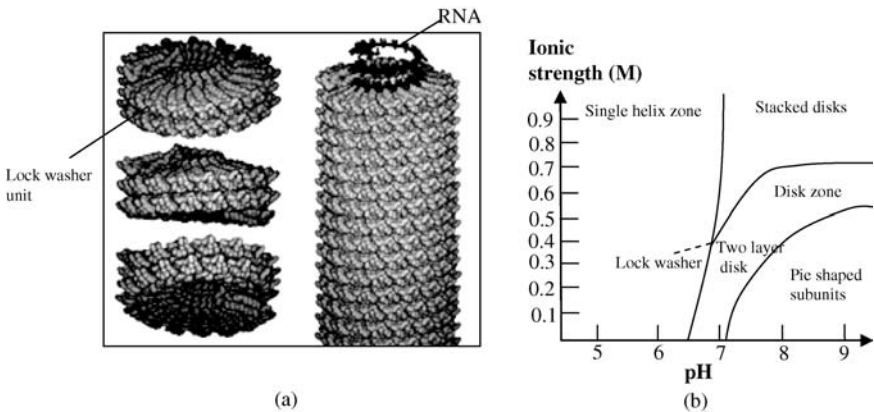 RNA
Lock washer
unit
(a)
Ionic
strength (M)
Single helix zone
Stacked disks
0.9
0.7
0.6
0.5
0.4
0.3
0.2
0.1
Disk zone
Two layer
disk
Lock washer
Pie shaped
subunits
5
6
7
8
9
pH
(b)